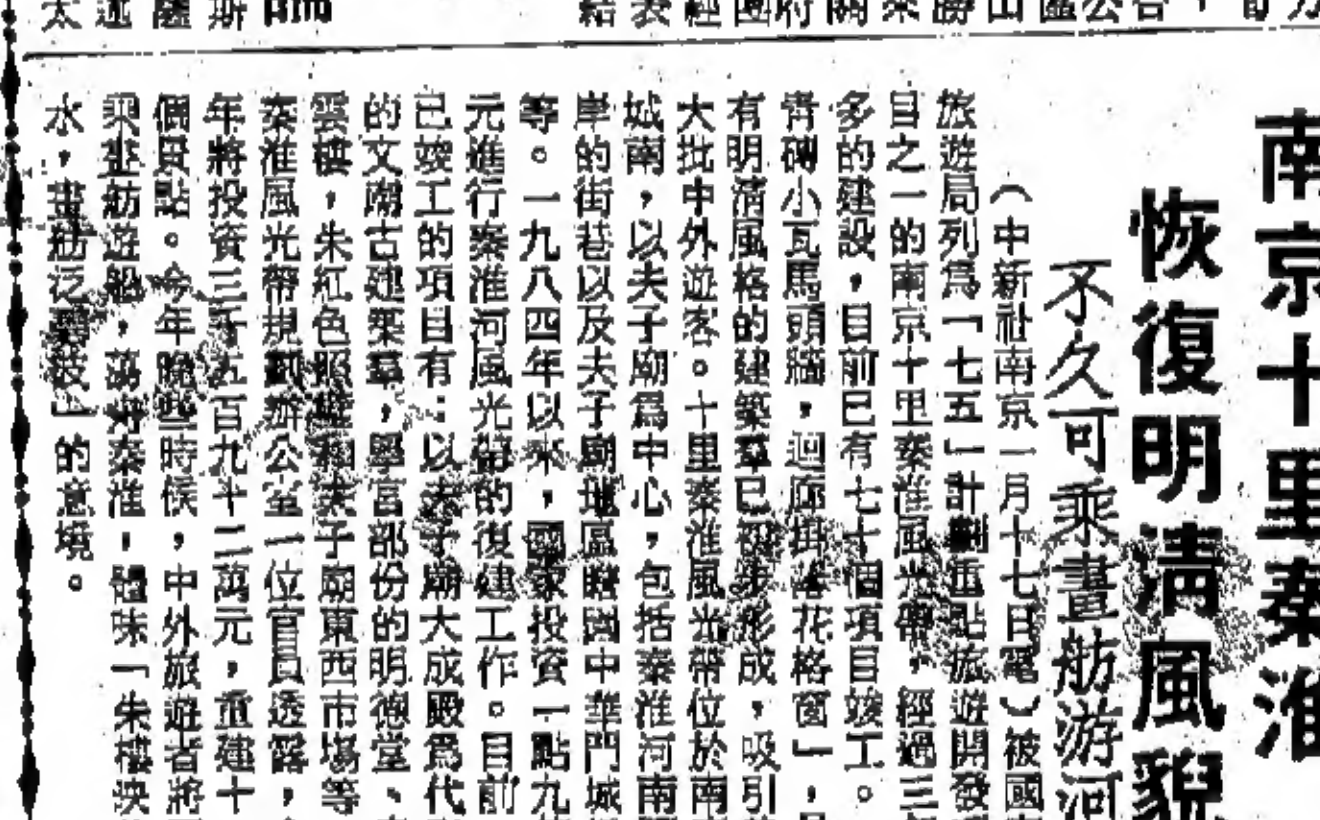 南京十里秦淮
恢復明清風貌
不久可乘畫舫游河
（中新社南京一月十七日電）被國
旅遊局列為「七五」計劃重點旅遊開發
目之一的南京十里秦淮風光帶，經過三
多的建設，目前已有七十個項目竣工。
青磚小瓦馬頭牆，迴廊掛落花格窗」，
有明清風格的建築羣已初步形成，吸引
大批中外遊客。十里秦淮風光帶位於南
城南，以夫子廟為中心，包括秦淮河南
岸的街巷以及夫子廟地區瞻園中華門城
等。一九八四年以來，國家投資一點九
元進行秦淮河風光帶的復建工作。目前
已竣工的項目有：以夫子廟大成殿為代
的文廟古建築羣，學宮部份的明德堂、
雲樓，朱紅色照壁和夫子廟東西市場等
秦淮風光帶規劃辦公室一位官員透露，
年將投資三千五百九十二萬元，重建十
個景點。今年晚些時候，中外旅遊者將
乘坐舫遊船，蕩舟秦淮，體味「朱樓映
水，畫舫泛碧波」的意境。